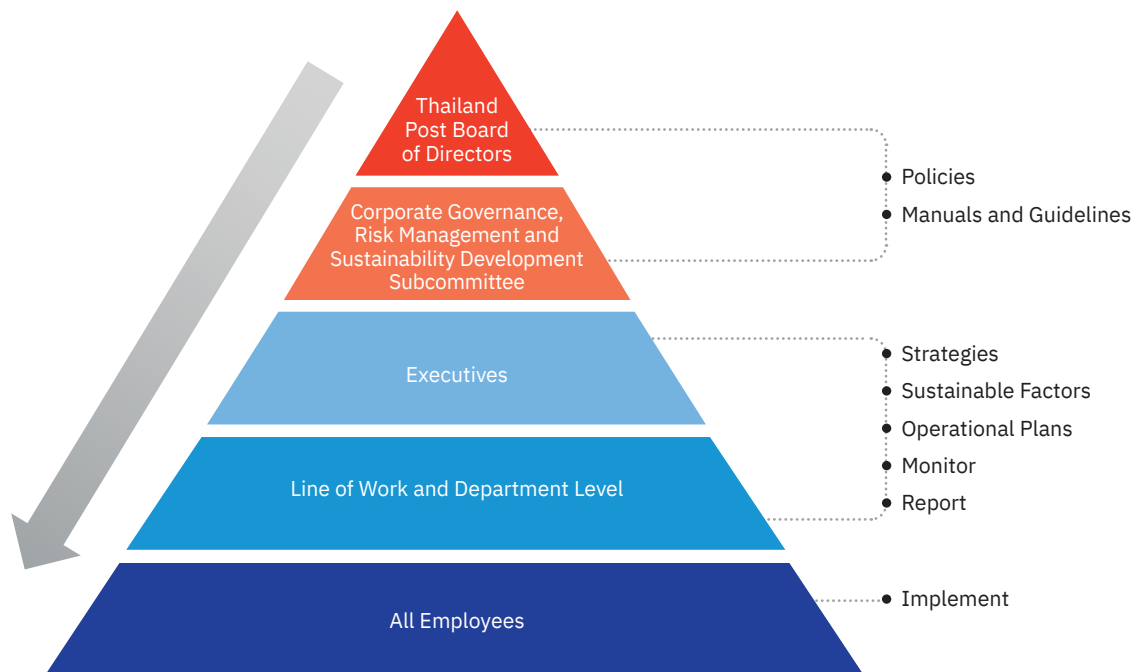 Thailand
Post Board
of Directors
Policies
Manuals and Guidelines
Corporate Governance,
Risk Management and
Sustainability Development
Subcommittee
Executives
Strategies
Sustainable Factors
Operational Plans
Monitor
Report
Line of Work and Department Level
All Employees
Implement